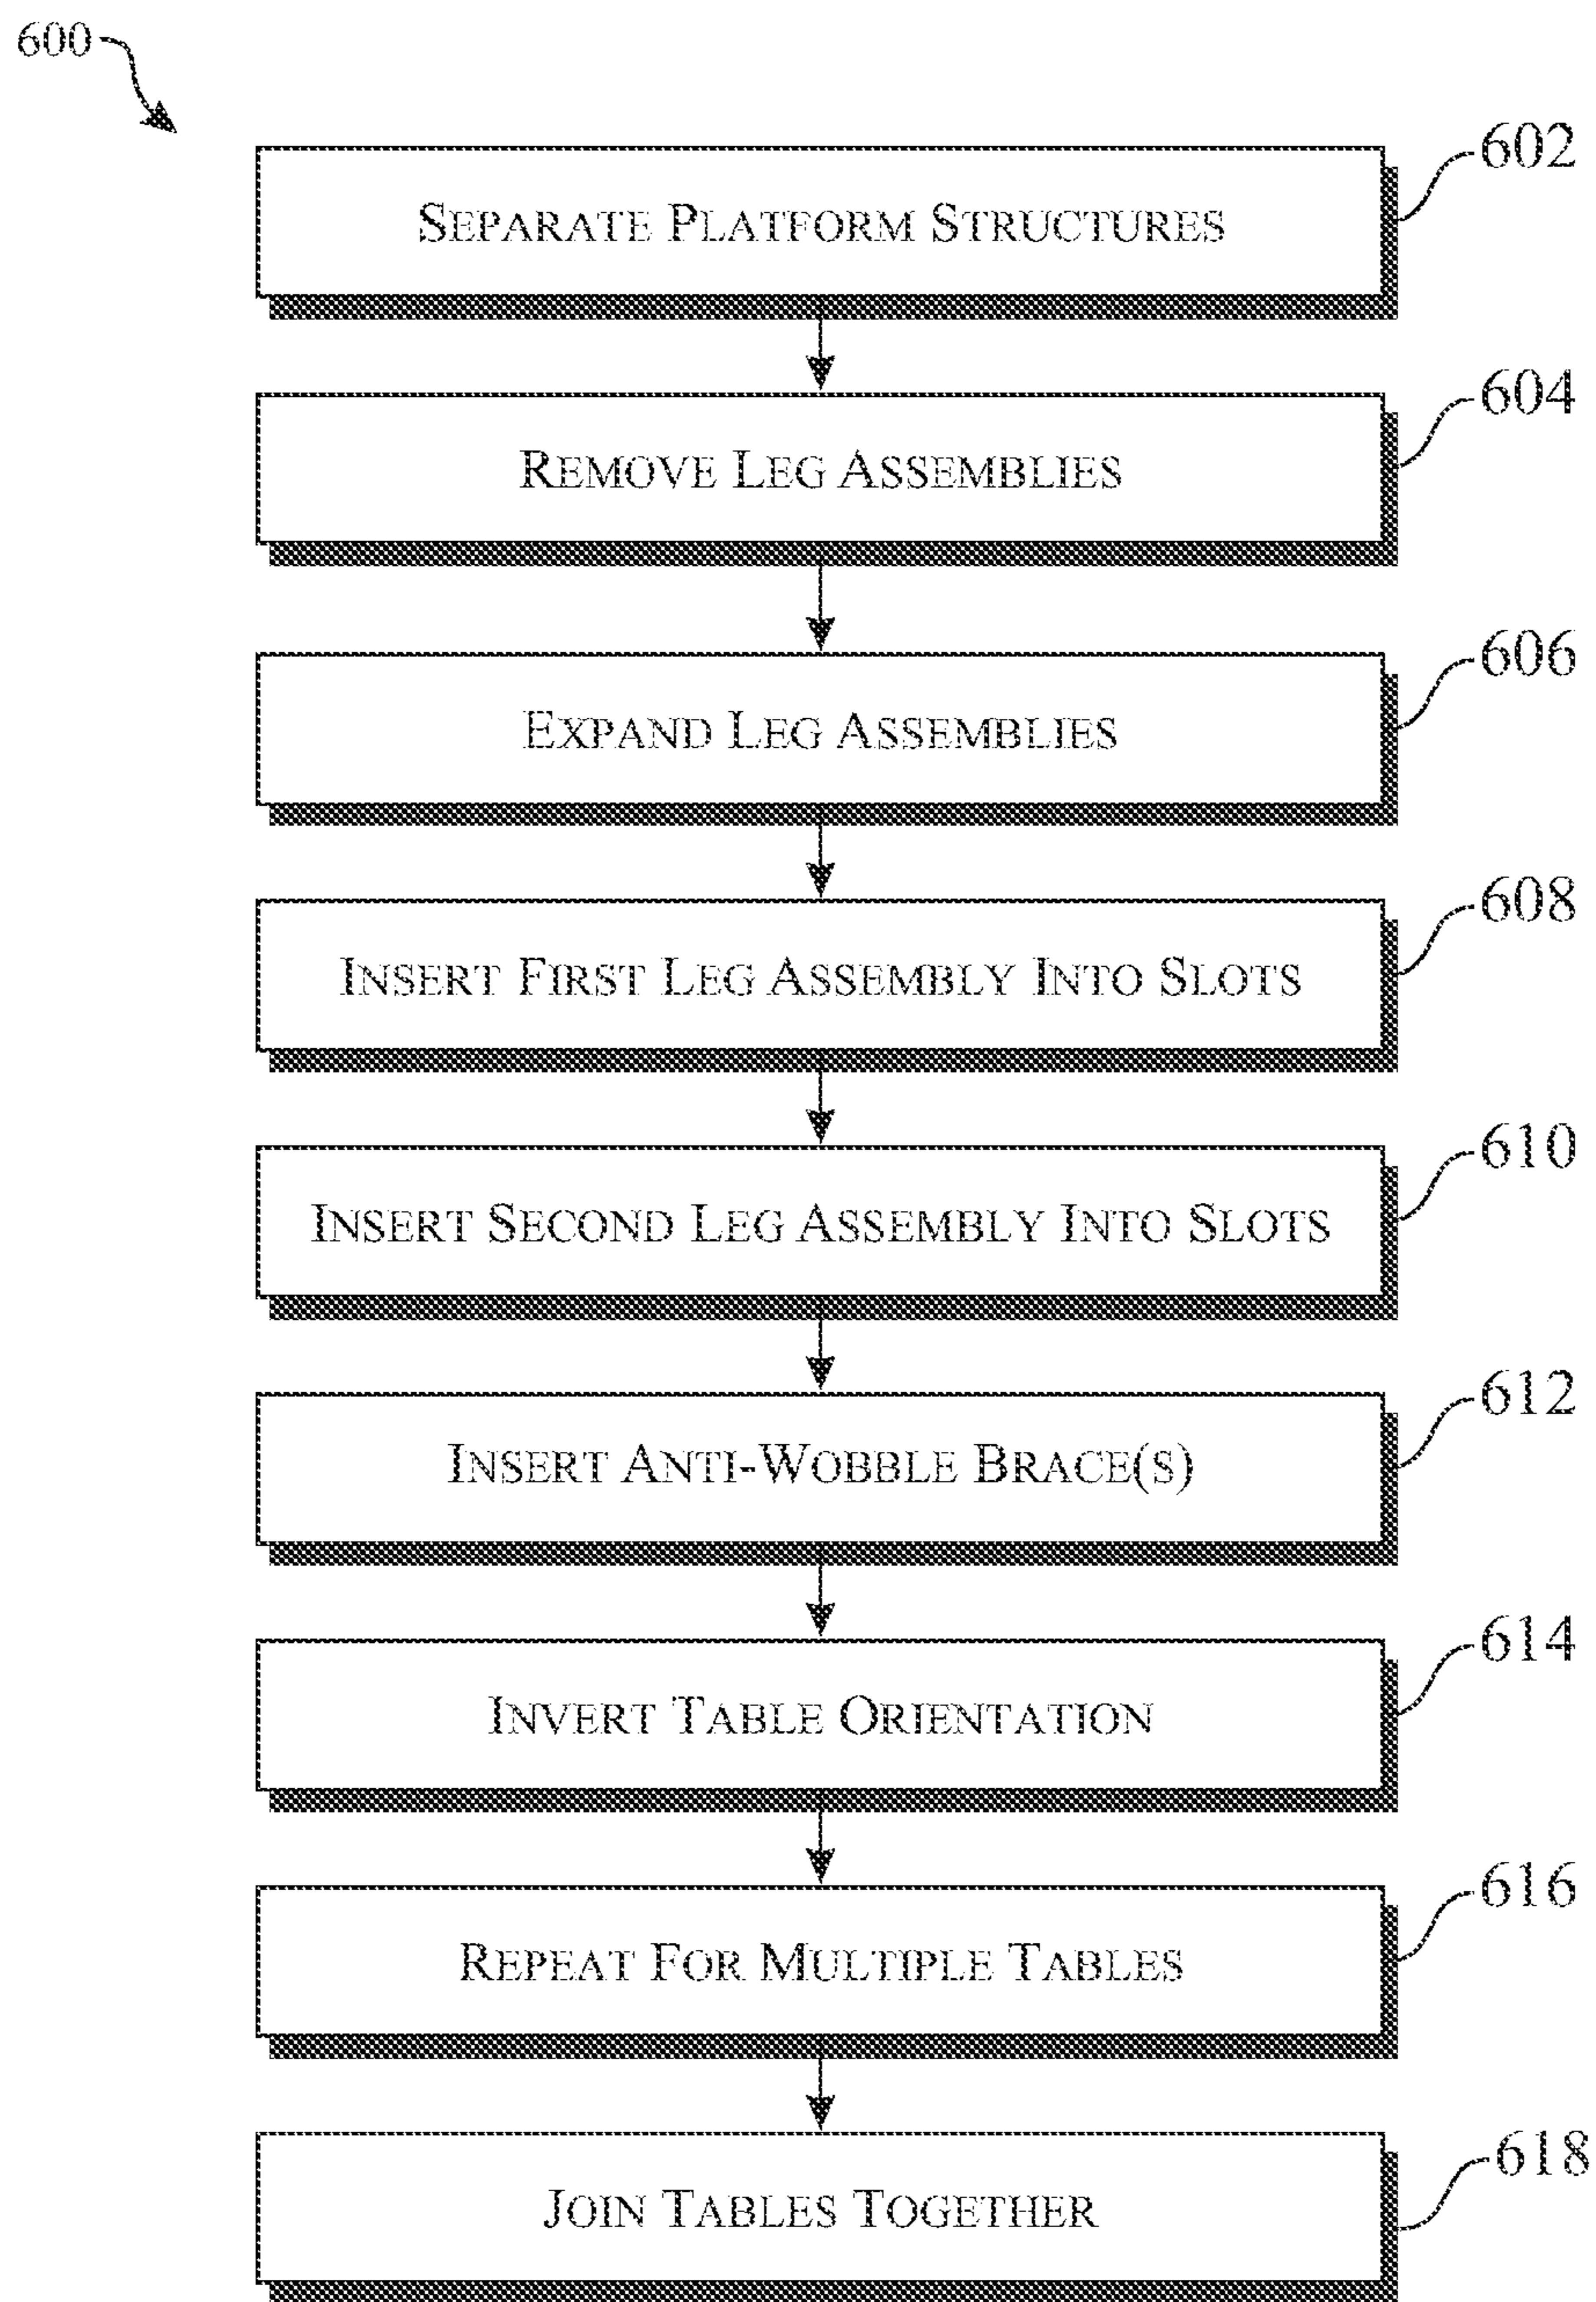 600
602
SEPARATE PLATFORM STRUCTURES
604
REMOVE LEG ASSEMBLIES
606
EXPAND LEG ASSEMBLIES
608
INSERT FIRST LEG ASSEMBLY INTO SLOTS
610
INSERT SECOND LEG ASSEMBLY INTO SLOTS
612
INSERT ANTI-WOBBLE BRACE(S)
614
INVERT TABLE ORIENTATION
616
REPEAT FOR MULTIPLE TABLES
618
JOIN TABLES TOGETHER